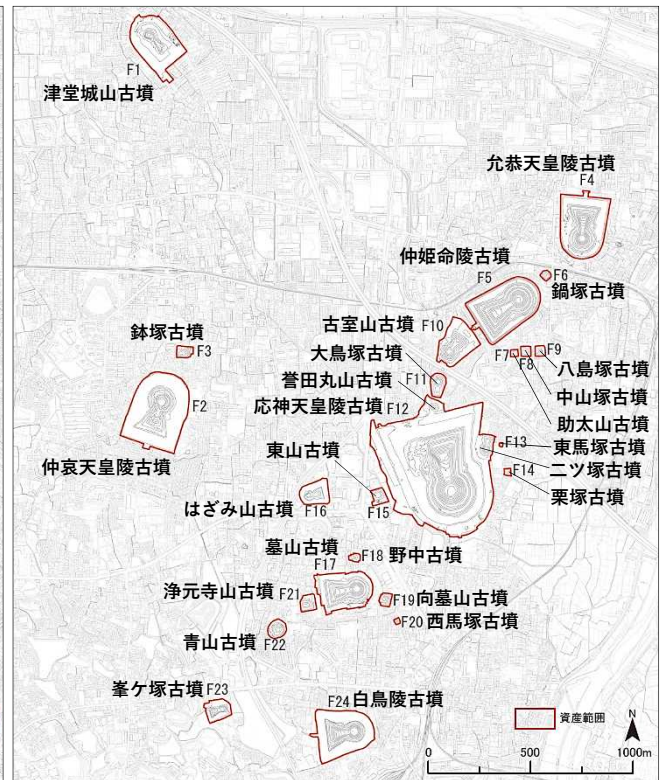 F1
津堂城山古墳
允恭天皇陵古墳
F4
仲姫命陵古墳
F5
F6
鍋塚古墳
古室山古墳 F10
鉢塚古墳
F3
大鳥塚古墳
F11
F7
F8
F9
八島塚古墳
中山塚古墳
助太山古墳
誉田丸山古墳
応神天皇陵古墳 F12
F2
仲哀天皇陵古墳
F13
東馬塚古墳
二ツ塚古墳
F14
栗塚古墳
東山古墳
F15
はざみ山古墳
F16
墓山古墳
F17
F18 野中古墳
浄元寺山古墳
F21
F19 向墓山古墳
F20 西馬塚古墳
青山古墳 F22
峯ケ塚古墳 F23
F24 白鳥陵古墳
資産範囲
N
0 500 1000m